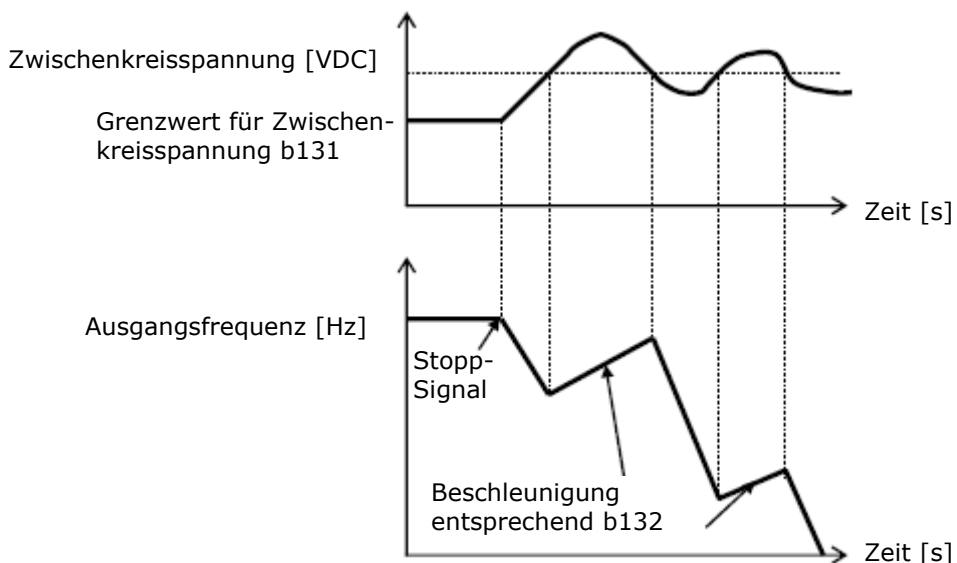 Zwischenkreisspannung [VDC]
Grenzwert für Zwischen-
kreisspannung b131
Zeit [s]
Ausgangsfrequenz [Hz]
Stopp-
Signal
Beschleunigung
entsprechend b132
Zeit [s]